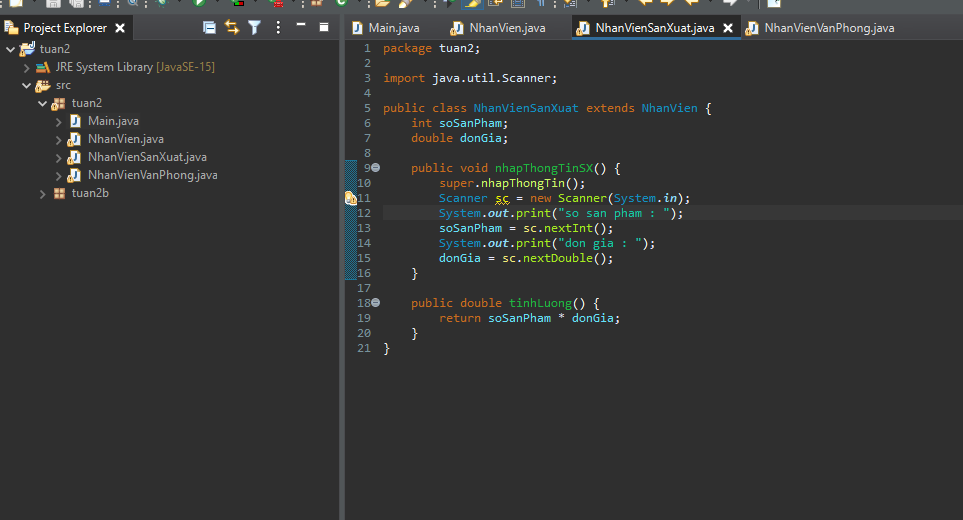 Project Explorer
tuan2
JRE System Library [JavaSE-15]
src
tuan2
Main.java
NhanVien.java
NhanVienSanXuat.java
NhanVienVanPhong.java
tuan2b
Main.java NhanVien.java NhanVienSanXuat.java NhanVienVanPhong.java
1 package tuan2;
2
3 import java.util.Scanner;
4
5 public class NhanVienSanXuat extends NhanVien {
6 int soSanPham;
7 double donGia;
8
9 public void nhapThongTinSX() {
10 super.nhapThongTin();
11 Scanner sc = new Scanner(System.in);
12 System.out.print("so san pham : ");
13 soSanPham = sc.nextInt();
14 System.out.print("don gia : ");
15 donGia = sc.nextDouble();
16 }
17
18 public double tinhLuong() {
19 return soSanPham * donGia;
20 }
21 }